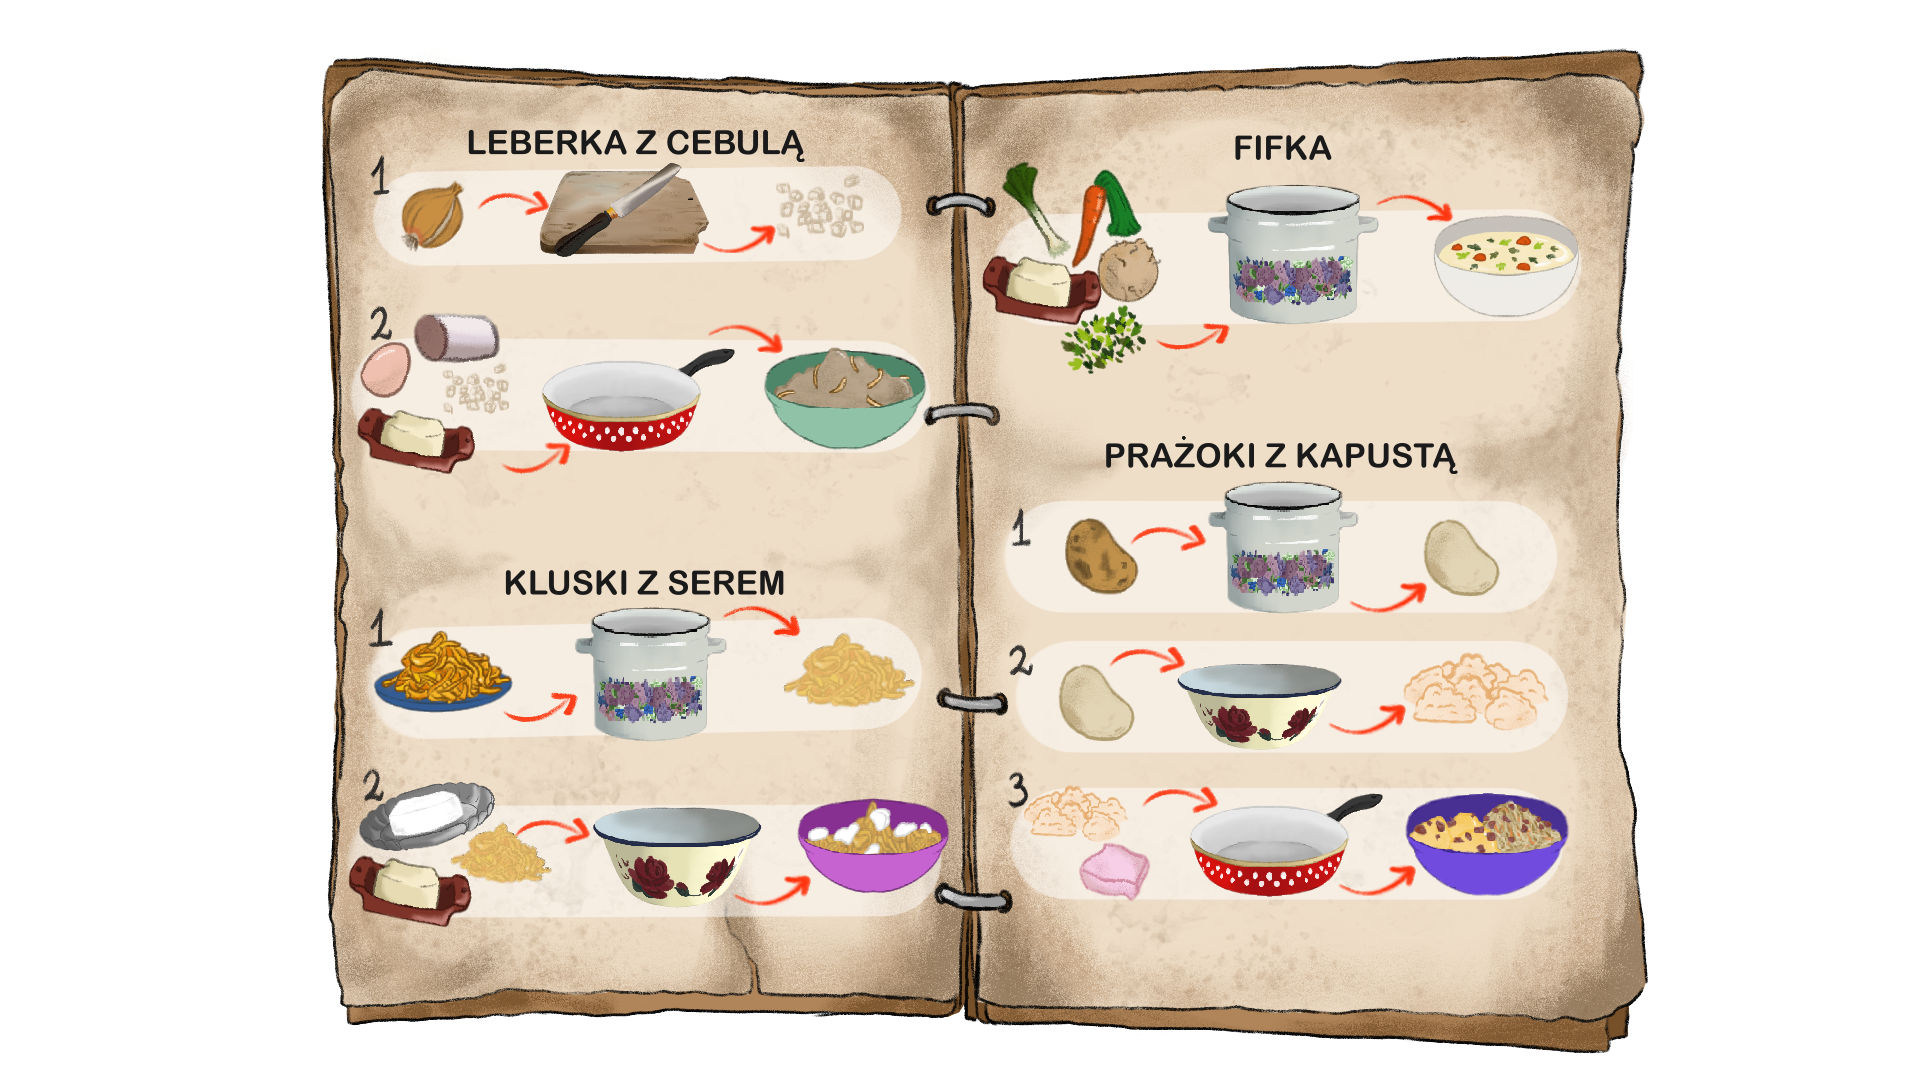 LEBERKA Z CEBULĄ
1
2
KLUSKI Z SEREM
1
2
FIFKA
PRAŻOKI Z KAPUSTĄ
1
2
3